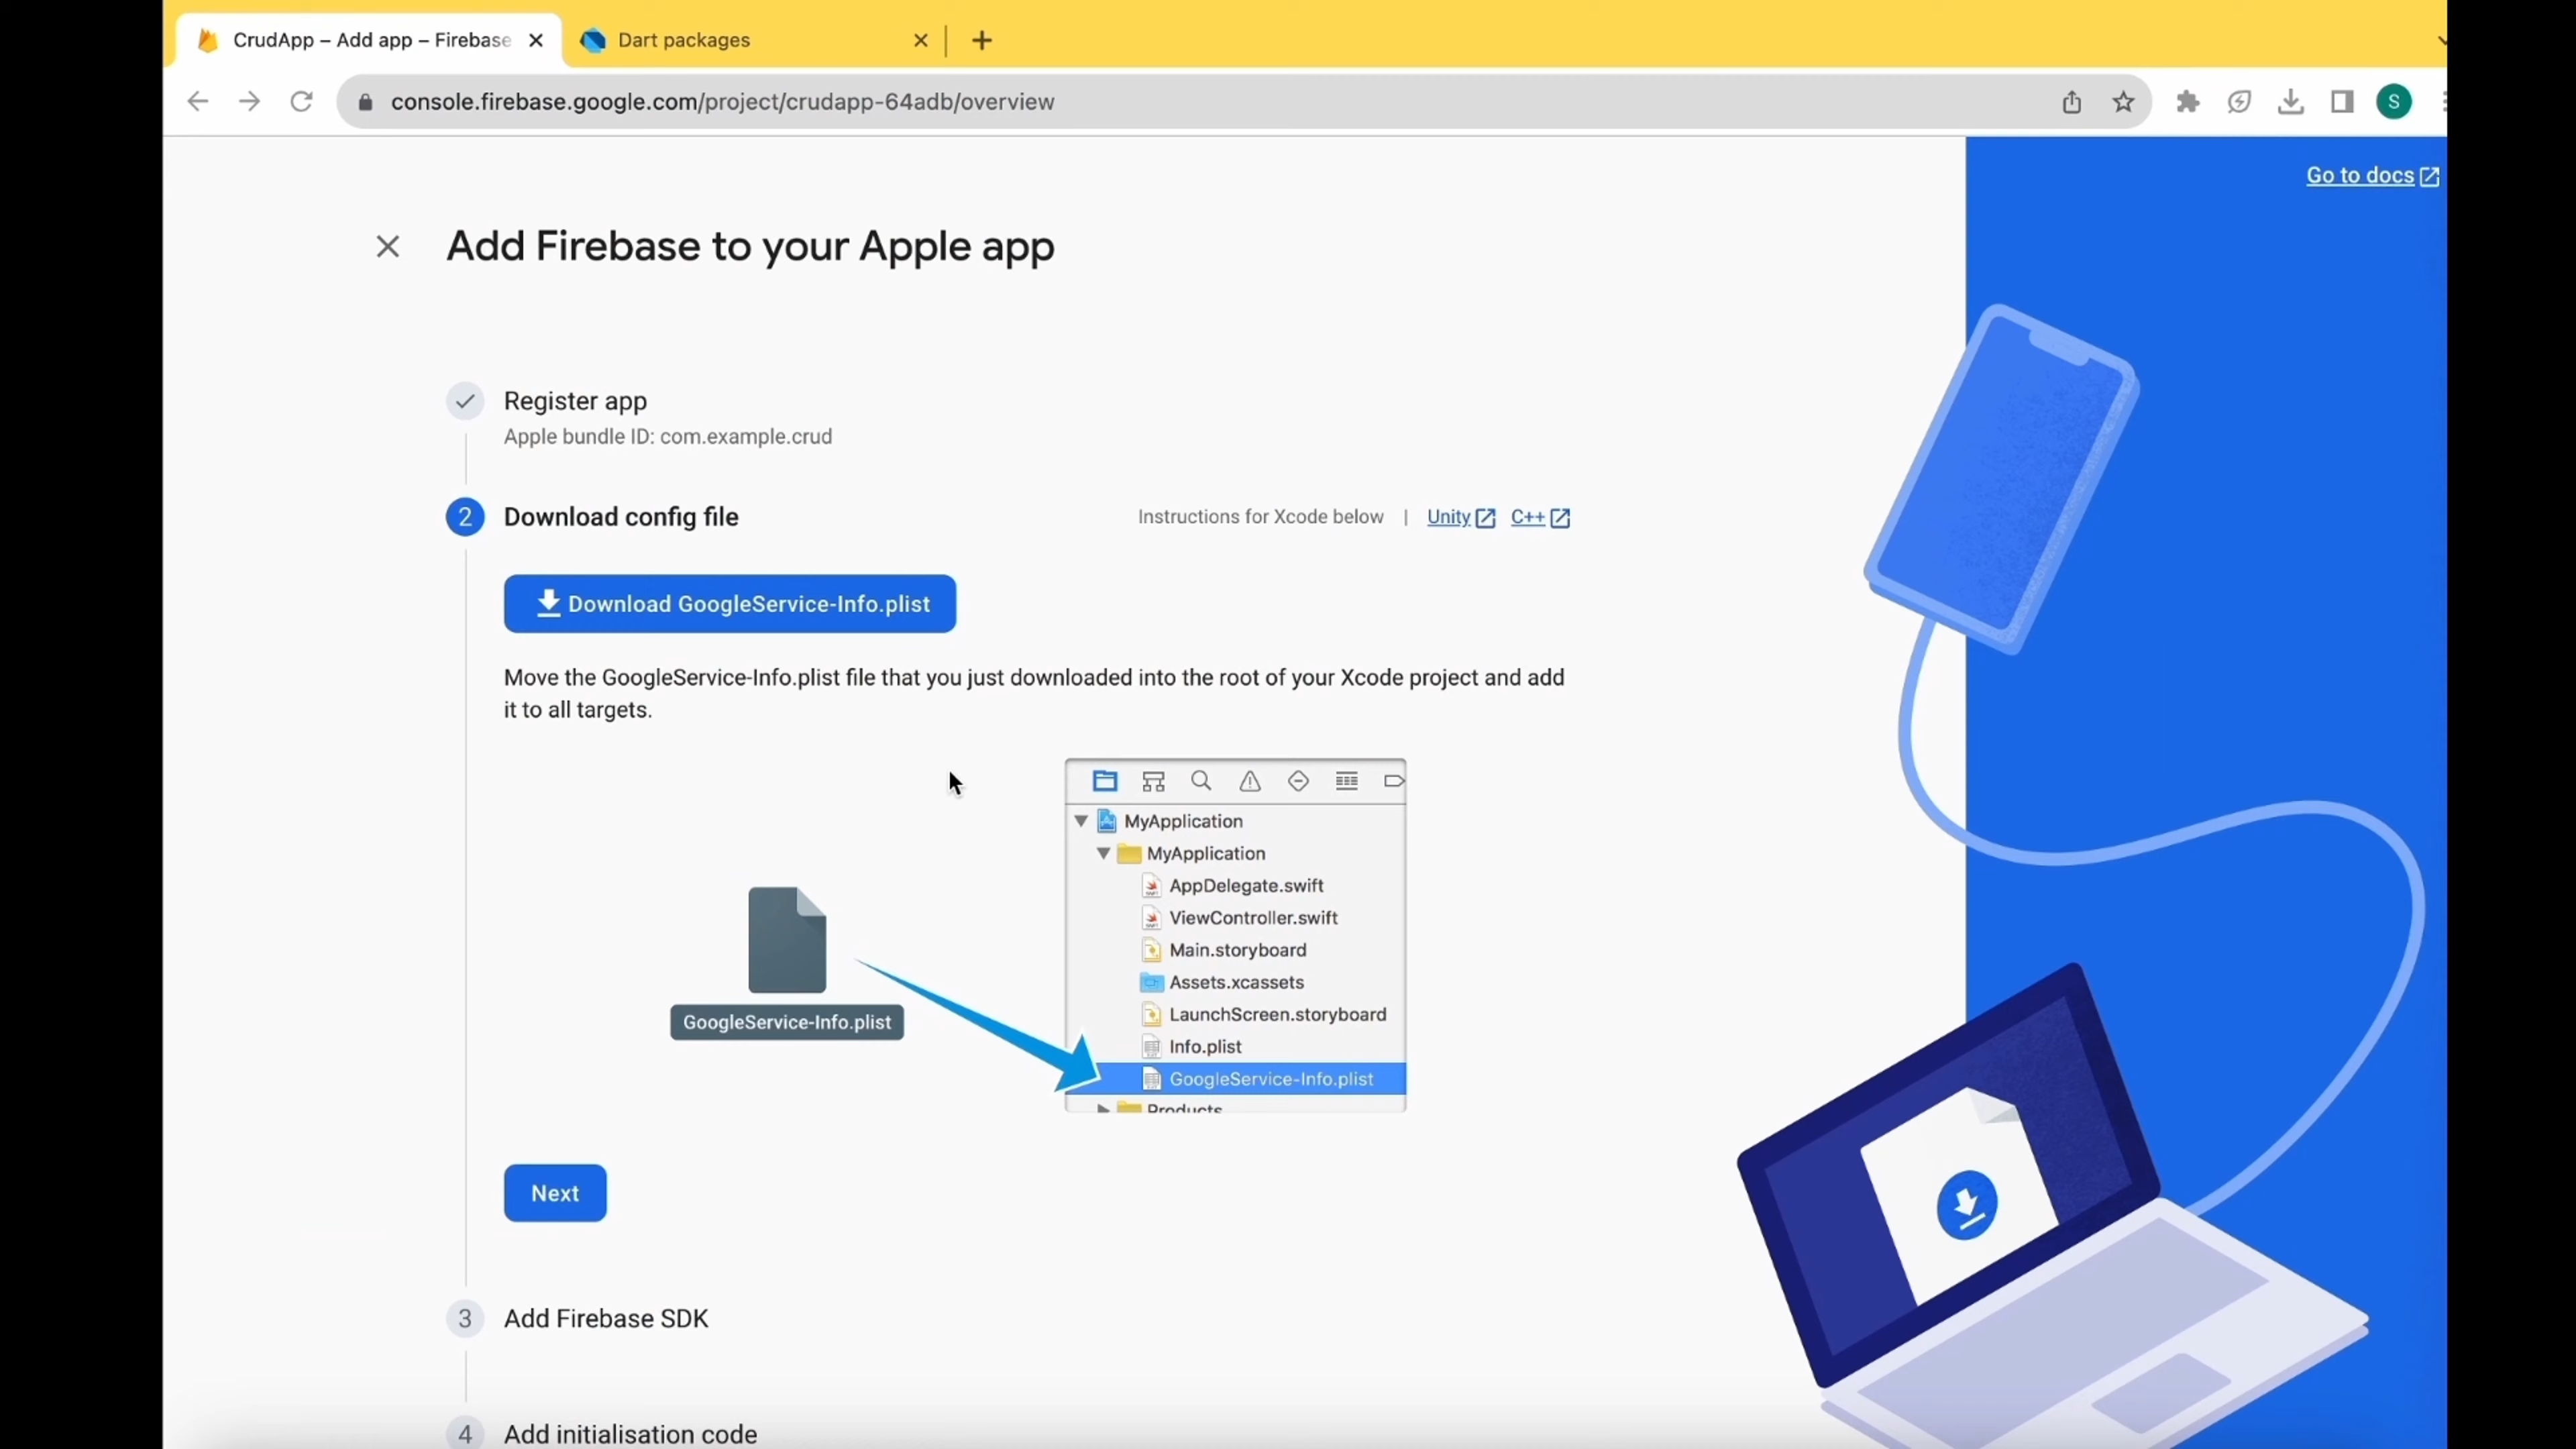 CrudApp – Add app – Firebase
Dart packages
console.firebase.google.com/project/crudapp-64adb/overview
S
Go to docs
Add Firebase to your Apple app
Register app
Apple bundle ID: com.example.crud
2
Download config file
Instructions for Xcode below | Unity C++
Download GoogleService-Info.plist
Move the GoogleService-Info.plist file that you just downloaded into the root of your Xcode project and add
it to all targets.
MyApplication
MyApplication
AppDelegate.swift
ViewController.swift
Main.storyboard
Assets.xcassets
LaunchScreen.storyboard
Info.plist
GoogleService-Info.plist
Products
GoogleService-Info.plist
Next
3
Add Firebase SDK
4
Add initialisation code